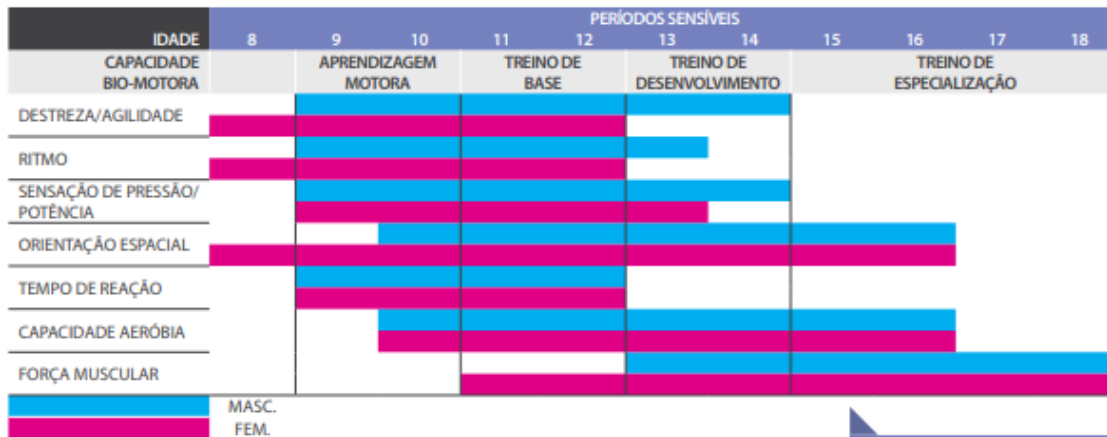 PERÍODOS SENSÍVEIS
IDADE 8 9 10 11 12 13 14 15 16 17 18
CAPACIDADE APRENDIZAGEM TREINO DE TREINO DE TREINO DE
BIO-MOTORA MOTORA BASE DESENVOLVIMENTO ESPECIALIZAÇÃO
DESTREZA/AGILIDADE
RITMO
SENSAÇÃO DE PRESSÃO/
POTÊNCIA
ORIENTAÇÃO ESPACIAL
TEMPO DE REAÇÃO
CAPACIDADE AERÓBIA
FORÇA MUSCULAR
MASC.
FEM.